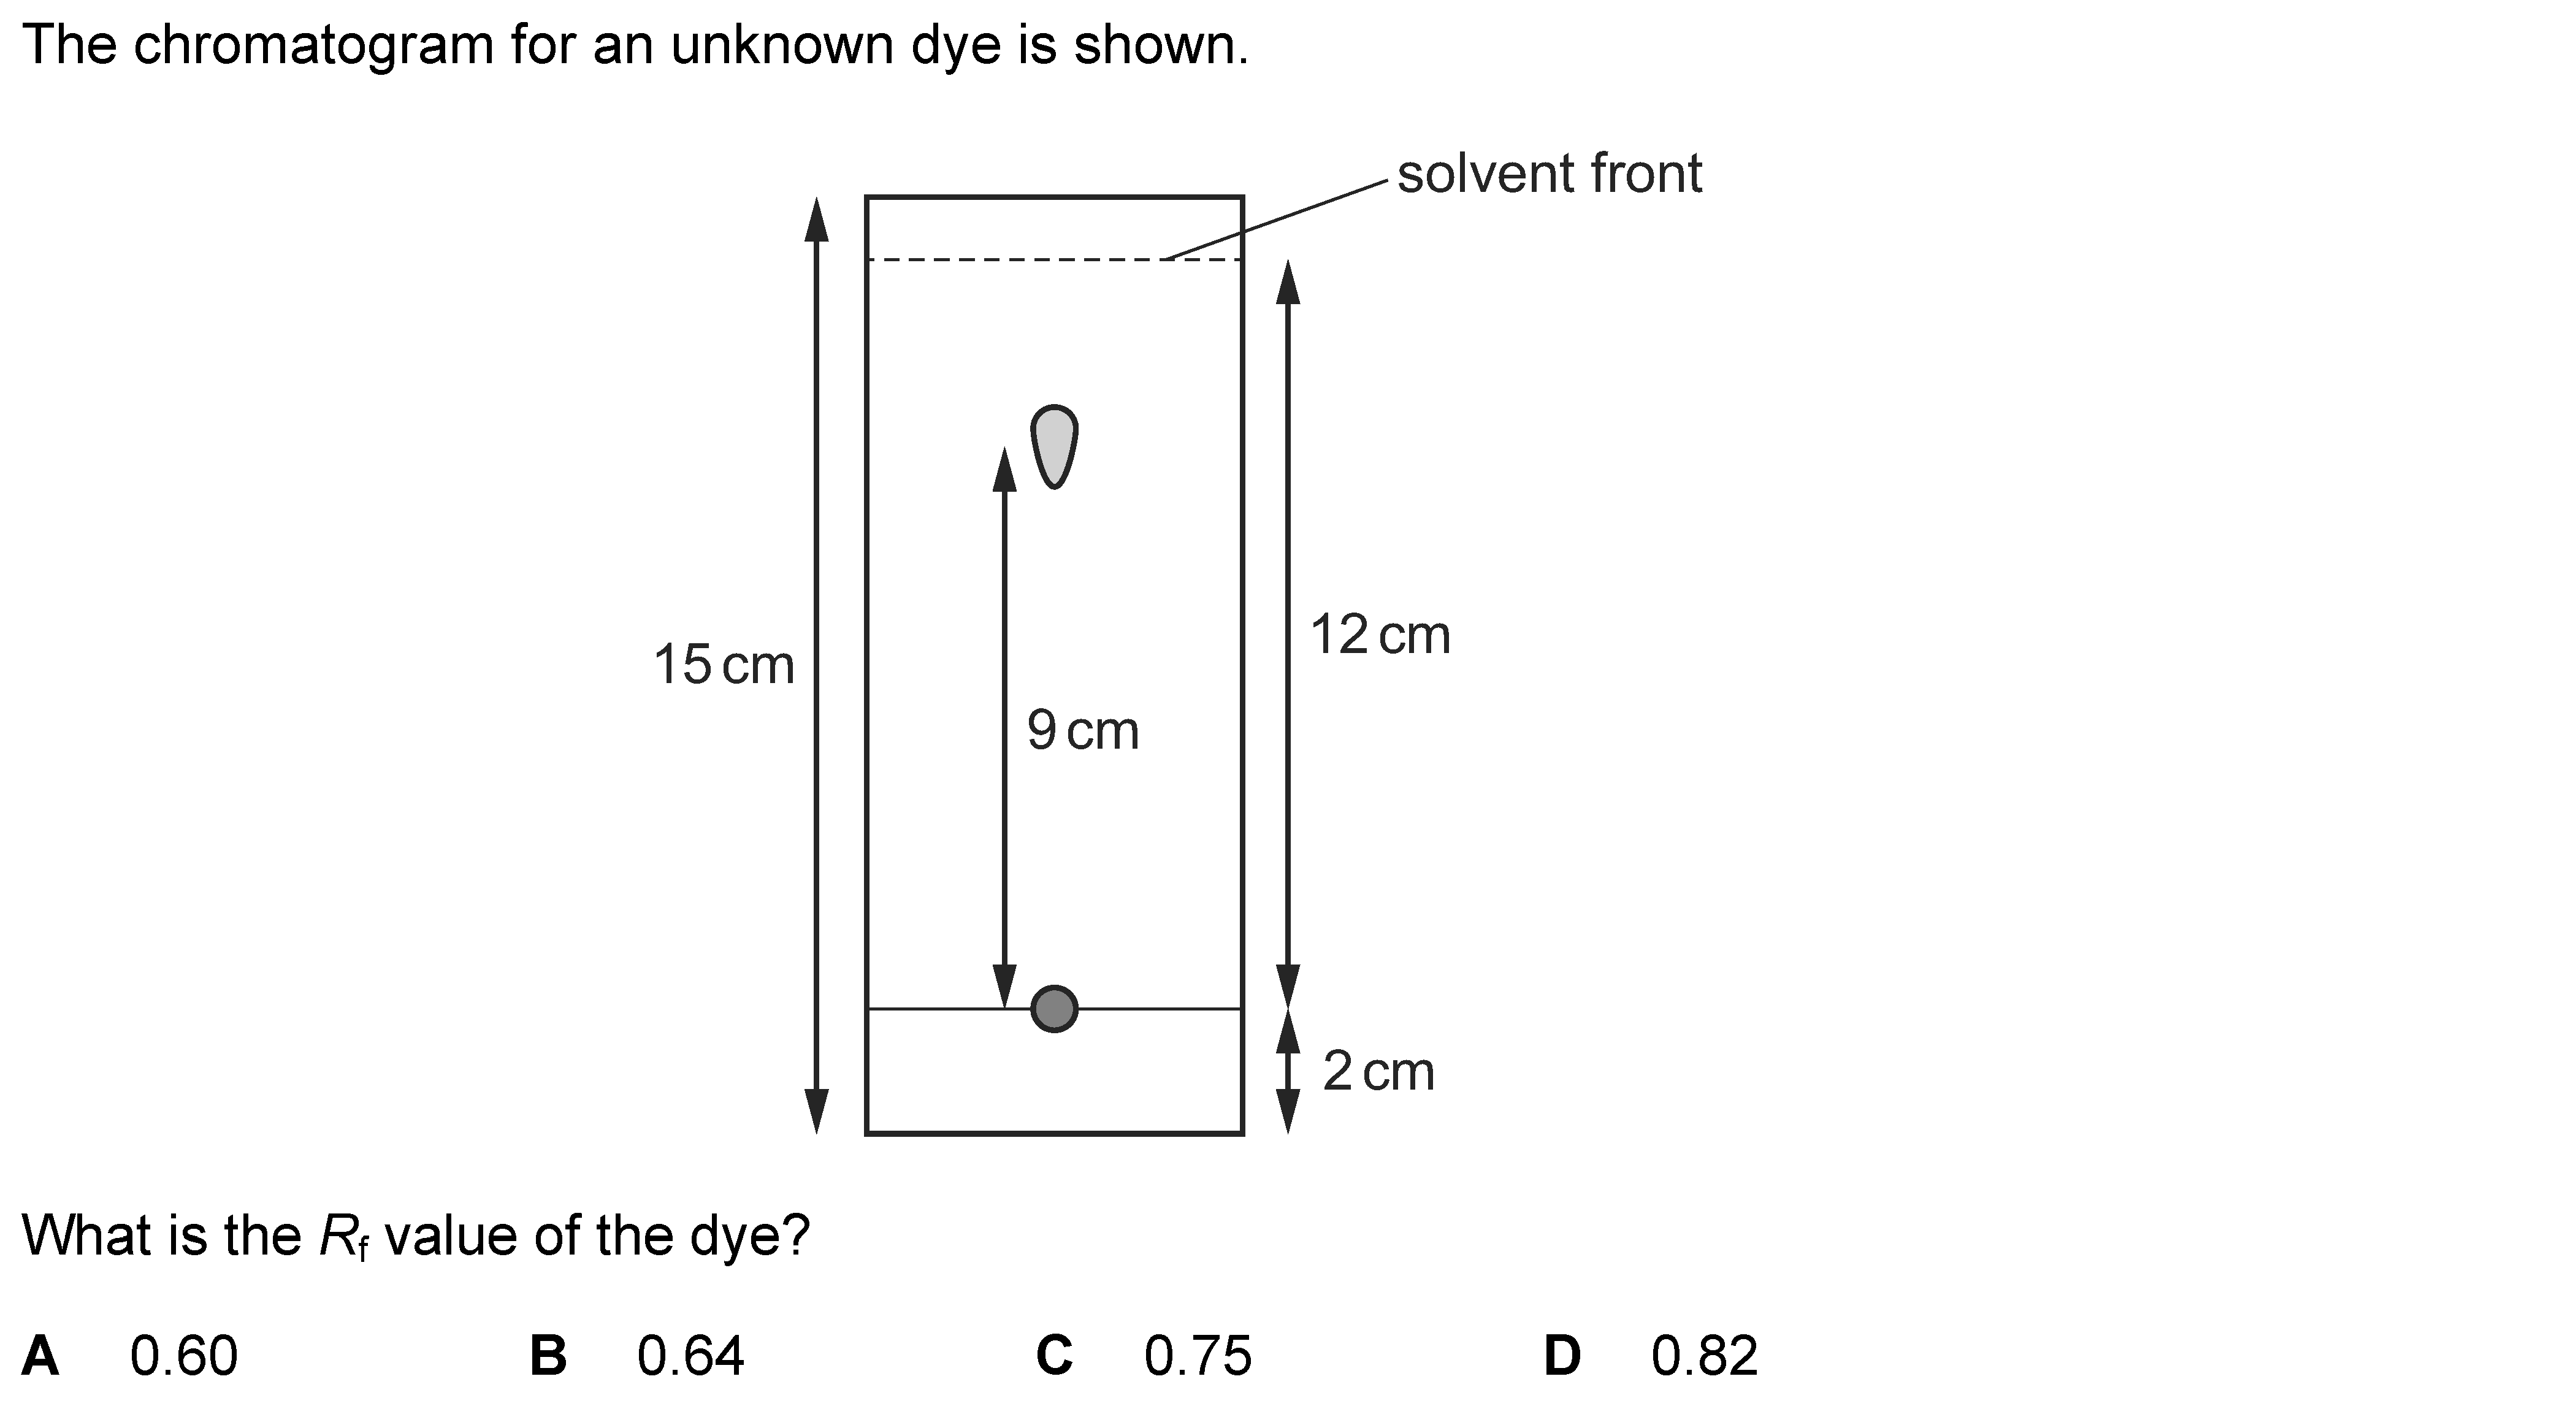 The chromatogram for an unknown dye is shown.
solvent front
15 cm
12 cm
9 cm
2 cm
What is the Rf value of the dye?
A 0.60 B 0.64 C 0.75 D 0.82